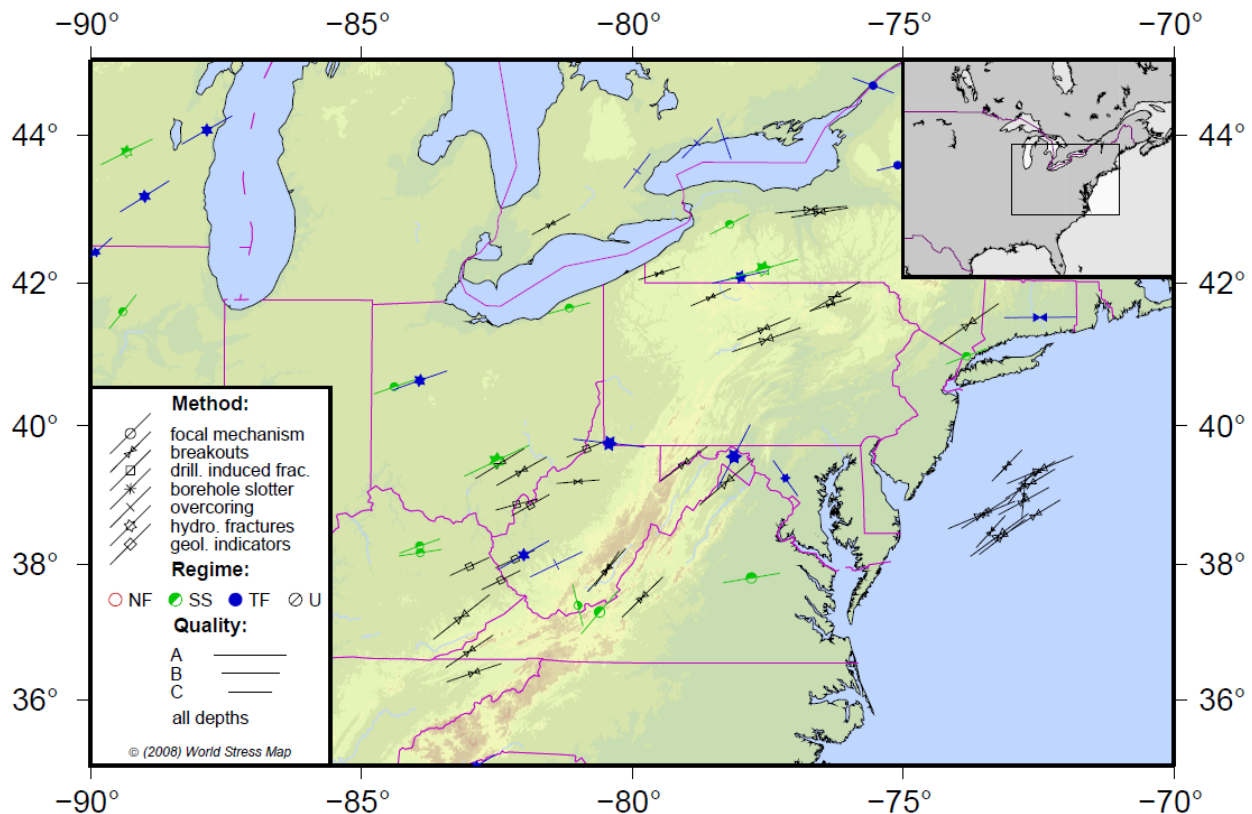 −90° −85° −80° −75° −70°
44° 44°
42° 42°
40° 40°
38° 38°
36° 36°
Method:
focal mechanism
breakouts
drill. induced frac.
borehole slotter
overcoring
hydro. fractures
geol. indicators
Regime:
NF SS TF U
Quality:
A
B
C
all depths
© (2008) World Stress Map
−90° −85° −80° −75° −70°